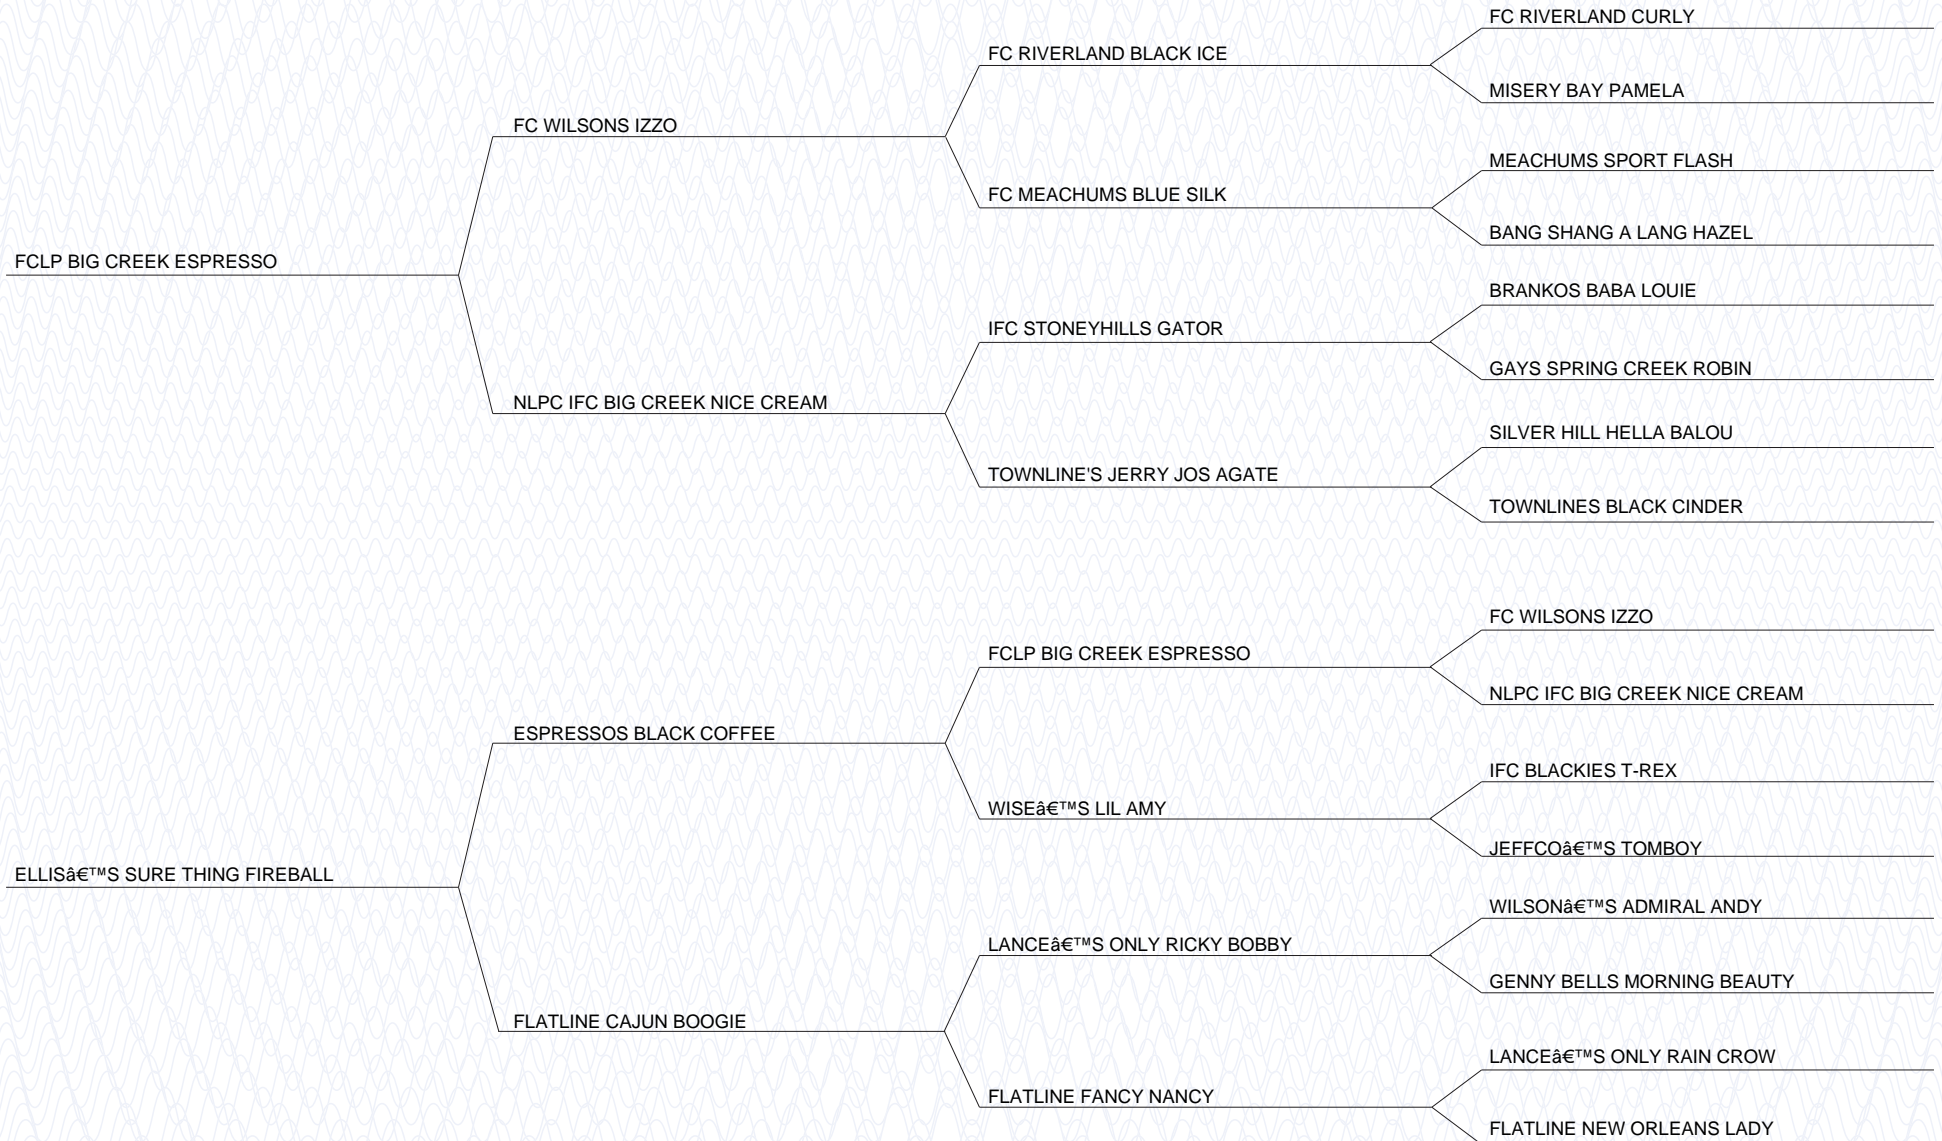 FC RIVERLAND CURLY
FC RIVERLAND BLACK ICE
MISERY BAY PAMELA
FC WILSONS IZZO
MEACHUMS SPORT FLASH
FC MEACHUMS BLUE SILK
BANG SHANG A LANG HAZEL
FCLP BIG CREEK ESPRESSO
BRANKOS BABA LOUIE
IFC STONEYHILLS GATOR
GAYS SPRING CREEK ROBIN
NLPC IFC BIG CREEK NICE CREAM
SILVER HILL HELLA BALOU
TOWNLINE'S JERRY JOS AGATE
TOWNLINES BLACK CINDER
FC WILSONS IZZO
FCLP BIG CREEK ESPRESSO
NLPC IFC BIG CREEK NICE CREAM
ESPRESSOS BLACK COFFEE
IFC BLACKIES T-REX
WISEâ€™S LIL AMY
JEFFCOâ€™S TOMBOY
ELLISâ€™S SURE THING FIREBALL
WILSONâ€™S ADMIRAL ANDY
LANCEâ€™S ONLY RICKY BOBBY
GENNY BELLS MORNING BEAUTY
FLATLINE CAJUN BOOGIE
LANCEâ€™S ONLY RAIN CROW
FLATLINE FANCY NANCY
FLATLINE NEW ORLEANS LADY